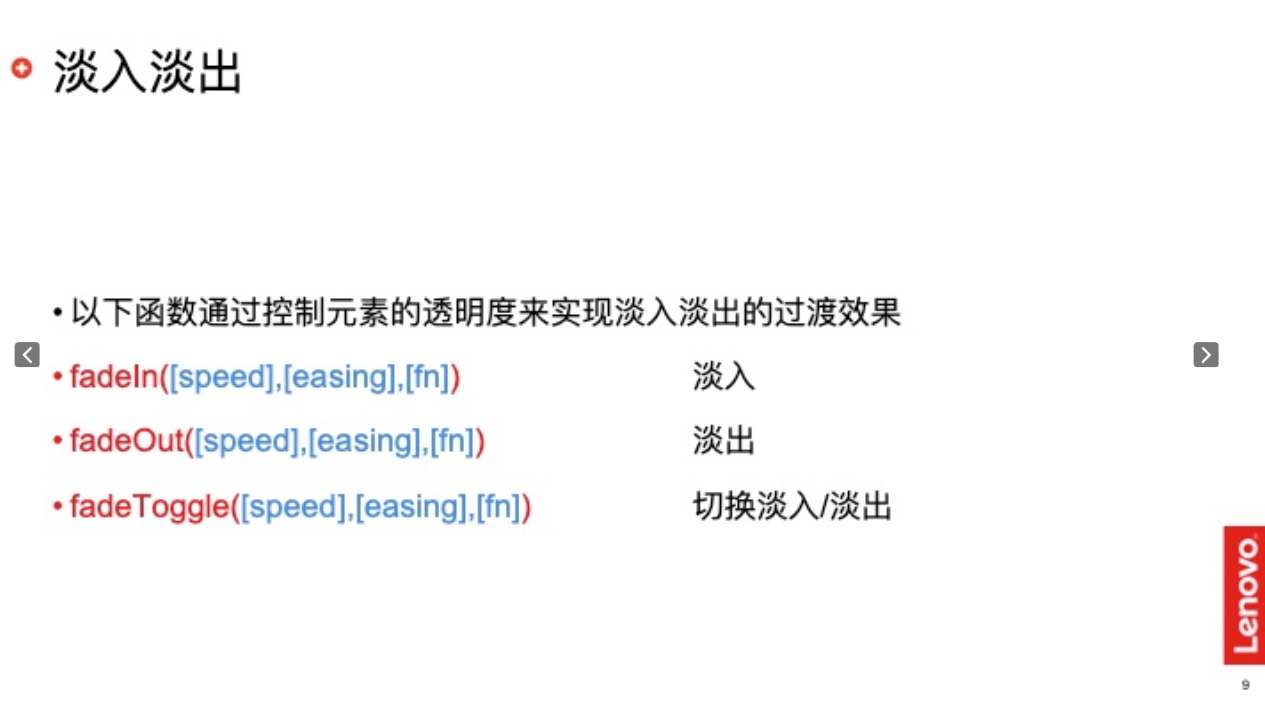 淡入淡出
• 以下函数通过控制元素的透明度来实现淡入淡出的过渡效果
• fadeIn([speed],[easing],[fn]) 淡入
• fadeOut([speed],[easing],[fn]) 淡出
• fadeToggle([speed],[easing],[fn]) 切换淡入/淡出
Lenovo
9